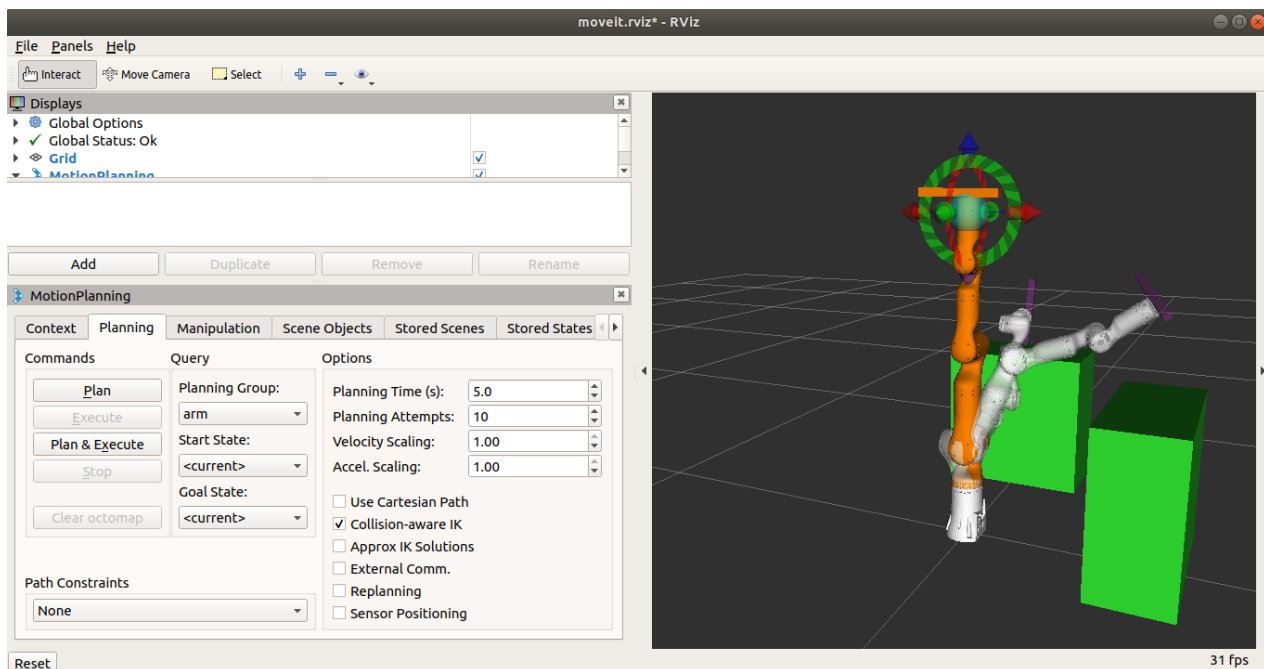 moveit.rviz* - RViz
File Panels Help
Interact Move Camera Select
Displays
Global Options
Global Status: Ok
Grid
MotionPlanning
Add Duplicate Remove Rename
MotionPlanning
Context Planning Manipulation Scene Objects Stored Scenes Stored States
Commands Query Options
Plan Planning Group: Planning Time (s): 5.0
Execute arm Planning Attempts: 10
Plan & Execute Start State: Velocity Scaling: 1.00
Stop <current> Accel. Scaling: 1.00
Goal State:
Use Cartesian Path
Clear octomap <current> Collision-aware IK
Approx IK Solutions
External Comm.
Path Constraints Replanning
None Sensor Positioning
Reset 31 fps